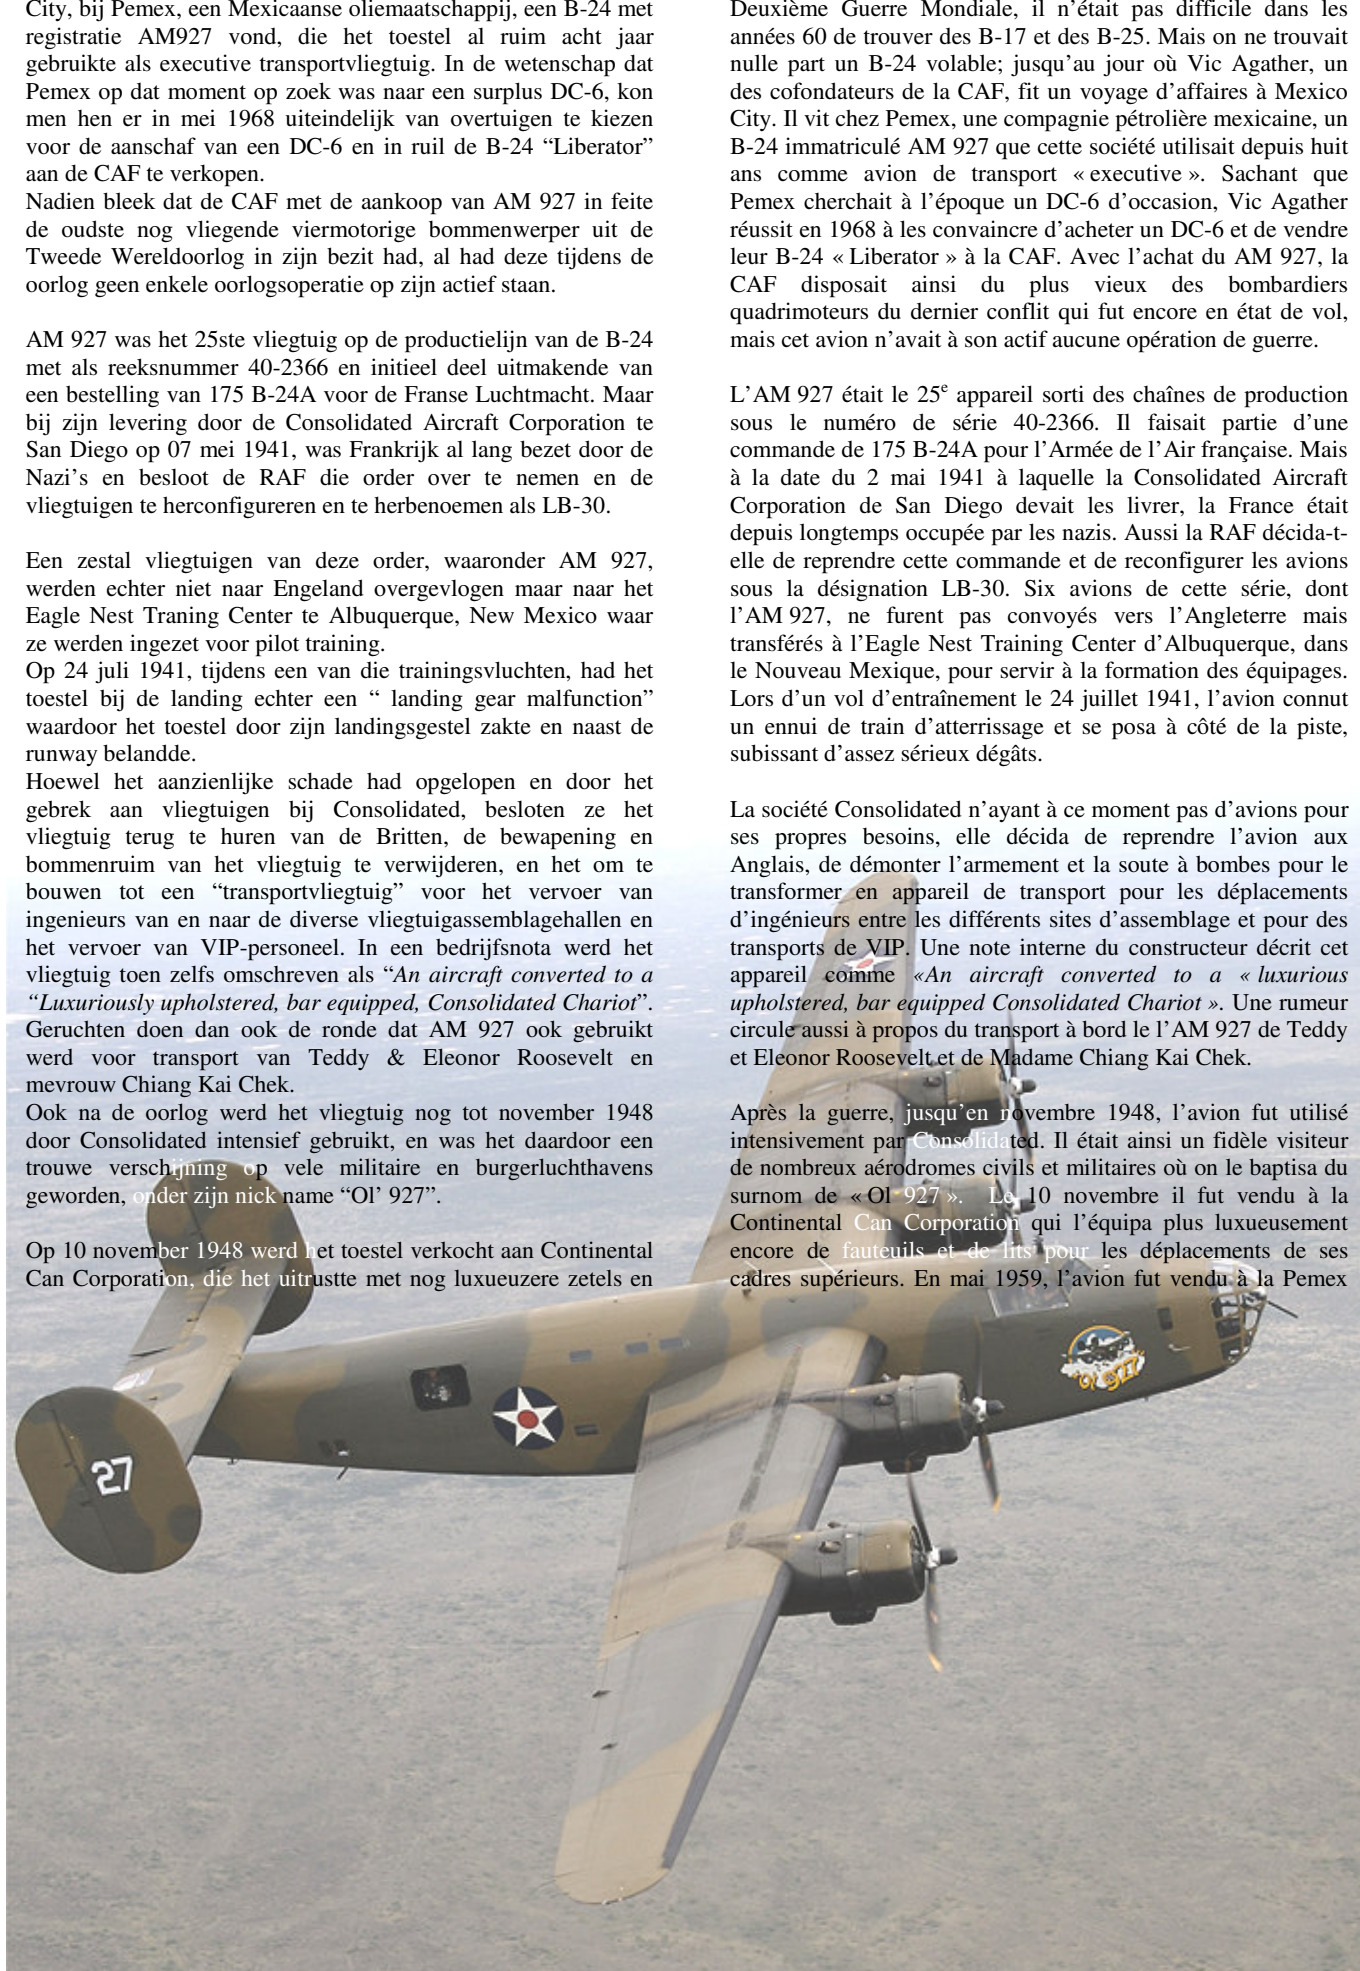 City, bij Pemex, een Mexicaanse oliemaatschappij, een B-24 met
registratie AM927 vond, die het toestel al ruim acht jaar
gebruikte als executive transportvliegtuig. In de wetenschap dat
Pemex op dat moment op zoek was naar een surplus DC-6, kon
men hen er in mei 1968 uiteindelijk van overtuigen te kiezen
voor de aanschaf van een DC-6 en in ruil de B-24 “Liberator”
aan de CAF te verkopen.
Nadien bleek dat de CAF met de aankoop van AM 927 in feite
de oudste nog vliegende viermotorige bommenwerper uit de
Tweede Wereldoorlog in zijn bezit had, al had deze tijdens de
oorlog geen enkele oorlogsoperatie op zijn actief staan.
AM 927 was het 25ste vliegtuig op de productielijn van de B-24
met als reeksnummer 40-2366 en initieel deel uitmakende van
een bestelling van 175 B-24A voor de Franse Luchtmacht. Maar
bij zijn levering door de Consolidated Aircraft Corporation te
San Diego op 07 mei 1941, was Frankrijk al lang bezet door de
Nazi’s en besloot de RAF die order over te nemen en de
vliegtuigen te herconfigureren en te herbenoemen als LB-30.
Een zestal vliegtuigen van deze order, waaronder AM 927,
werden echter niet naar Engeland overgevlogen maar naar het
Eagle Nest Traning Center te Albuquerque, New Mexico waar
ze werden ingezet voor pilot training.
Op 24 juli 1941, tijdens een van die trainingsvluchten, had het
toestel bij de landing echter een “ landing gear malfunction”
waardoor het toestel door zijn landingsgestel zakte en naast de
runway belandde.
Hoewel het aanzienlijke schade had opgelopen en door het
gebrek aan vliegtuigen bij Consolidated, besloten ze het
vliegtuig terug te huren van de Britten, de bewapening en
bommenruim van het vliegtuig te verwijderen, en het om te
bouwen tot een “transportvliegtuig” voor het vervoer van
ingenieurs van en naar de diverse vliegtuigassemblagehallen en
het vervoer van VIP-personeel. In een bedrijfsnota werd het
vliegtuig toen zelfs omschreven als “An aircraft converted to a
“Luxuriously upholstered, bar equipped, Consolidated Chariot”.
Geruchten doen dan ook de ronde dat AM 927 ook gebruikt
werd voor transport van Teddy & Eleonor Roosevelt en
mevrouw Chiang Kai Chek.
Ook na de oorlog werd het vliegtuig nog tot november 1948
door Consolidated intensief gebruikt, en was het daardoor een
trouwe verschijning op vele militaire en burgerluchthavens
geworden, onder zijn nick name “Ol’ 927”.
Op 10 november 1948 werd het toestel verkocht aan Continental
Can Corporation, die het uitrustte met nog luxueuzere zetels en
Deuxième Guerre Mondiale, il n’était pas difficile dans les
années 60 de trouver des B-17 et des B-25. Mais on ne trouvait
nulle part un B-24 volable; jusqu’au jour où Vic Agather, un
des cofondateurs de la CAF, fit un voyage d’affaires à Mexico
City. Il vit chez Pemex, une compagnie pétrolière mexicaine, un
B-24 immatriculé AM 927 que cette société utilisait depuis huit
ans comme avion de transport « executive ». Sachant que
Pemex cherchait à l’époque un DC-6 d’occasion, Vic Agather
réussit en 1968 à les convaincre d’acheter un DC-6 et de vendre
leur B-24 « Liberator » à la CAF. Avec l’achat du AM 927, la
CAF disposait ainsi du plus vieux des bombardiers
quadrimoteurs du dernier conflit qui fut encore en état de vol,
mais cet avion n’avait à son actif aucune opération de guerre.
L’AM 927 était le 25e appareil sorti des chaînes de production
sous le numéro de série 40-2366. Il faisait partie d’une
commande de 175 B-24A pour l’Armée de l’Air française. Mais
à la date du 2 mai 1941 à laquelle la Consolidated Aircraft
Corporation de San Diego devait les livrer, la France était
depuis longtemps occupée par les nazis. Aussi la RAF décida-t-
elle de reprendre cette commande et de reconfigurer les avions
sous la désignation LB-30. Six avions de cette série, dont
l’AM 927, ne furent pas convoyés vers l’Angleterre mais
transférés à l’Eagle Nest Training Center d’Albuquerque, dans
le Nouveau Mexique, pour servir à la formation des équipages.
Lors d’un vol d’entraînement le 24 juillet 1941, l’avion connut
un ennui de train d’atterrissage et se posa à côté de la piste,
subissant d’assez sérieux dégâts.
La société Consolidated n’ayant à ce moment pas d’avions pour
ses propres besoins, elle décida de reprendre l’avion aux
Anglais, de démonter l’armement et la soute à bombes pour le
transformer en appareil de transport pour les déplacements
d’ingénieurs entre les différents sites d’assemblage et pour des
transports de VIP. Une note interne du constructeur décrit cet
appareil comme «An aircraft converted to a « luxurious
upholstered, bar equipped Consolidated Chariot ». Une rumeur
circule aussi à propos du transport à bord le l’AM 927 de Teddy
et Eleonor Roosevelt et de Madame Chiang Kai Chek.
Après la guerre, jusqu’en novembre 1948, l’avion fut utilisé
intensivement par Consolidated. Il était ainsi un fidèle visiteur
de nombreux aérodromes civils et militaires où on le baptisa du
surnom de « Ol 927 ». Le 10 novembre il fut vendu à la
Continental Can Corporation qui l’équipa plus luxueusement
encore de fauteuils et de lits pour les déplacements de ses
cadres supérieurs. En mai 1959, l’avion fut vendu à la Pemex
"Ol 927"
27